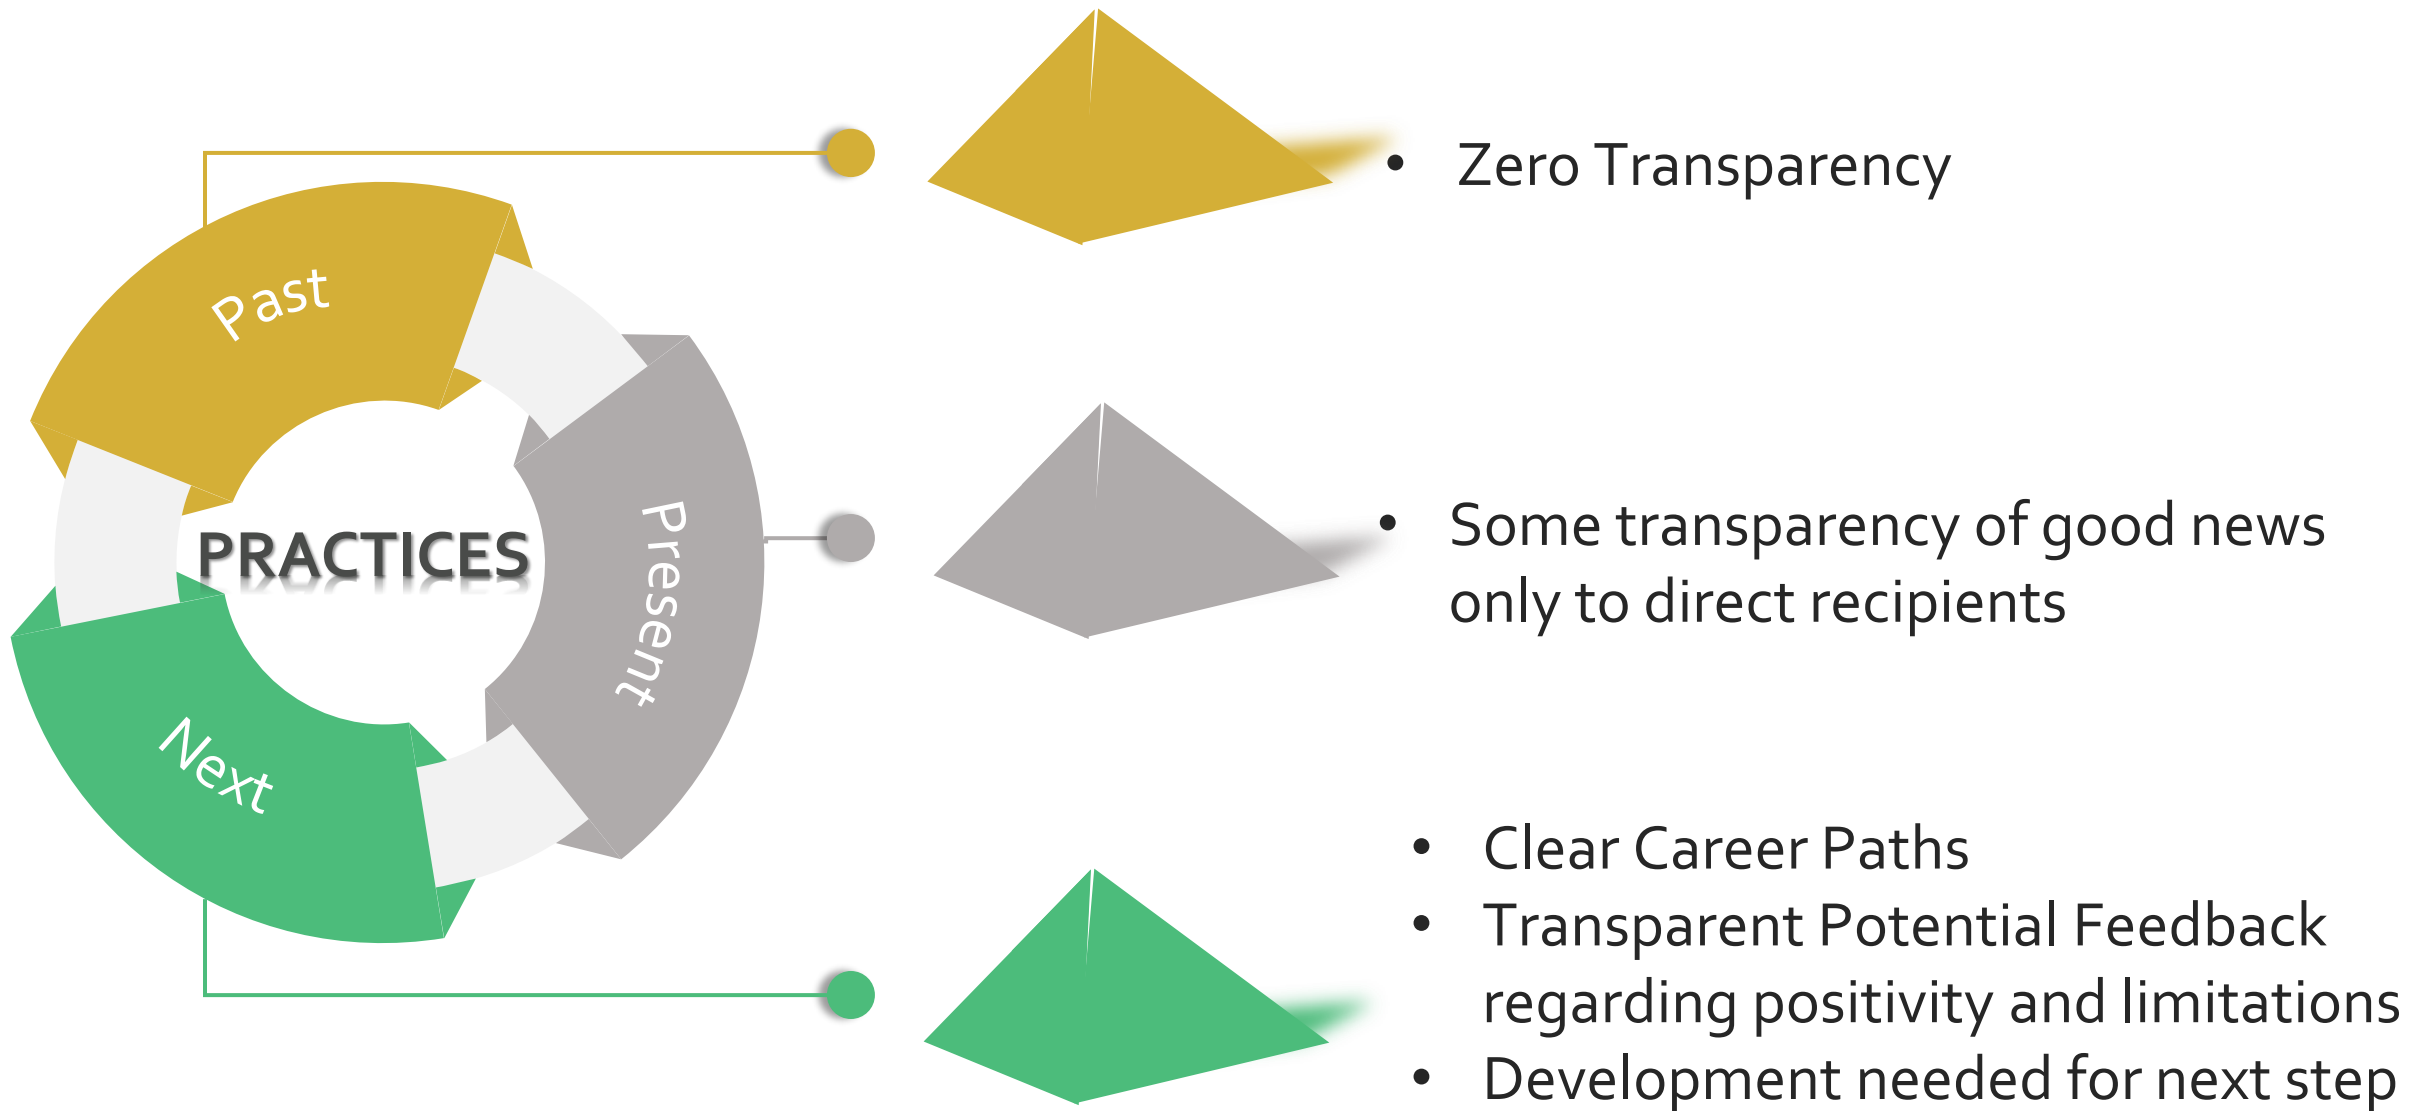 Past
PRACTICES
Present
Next
• Zero Transparency
• Some transparency of good news
only to direct recipients
• Clear Career Paths
• Transparent Potential Feedback
regarding positivity and limitations
• Development needed for next step